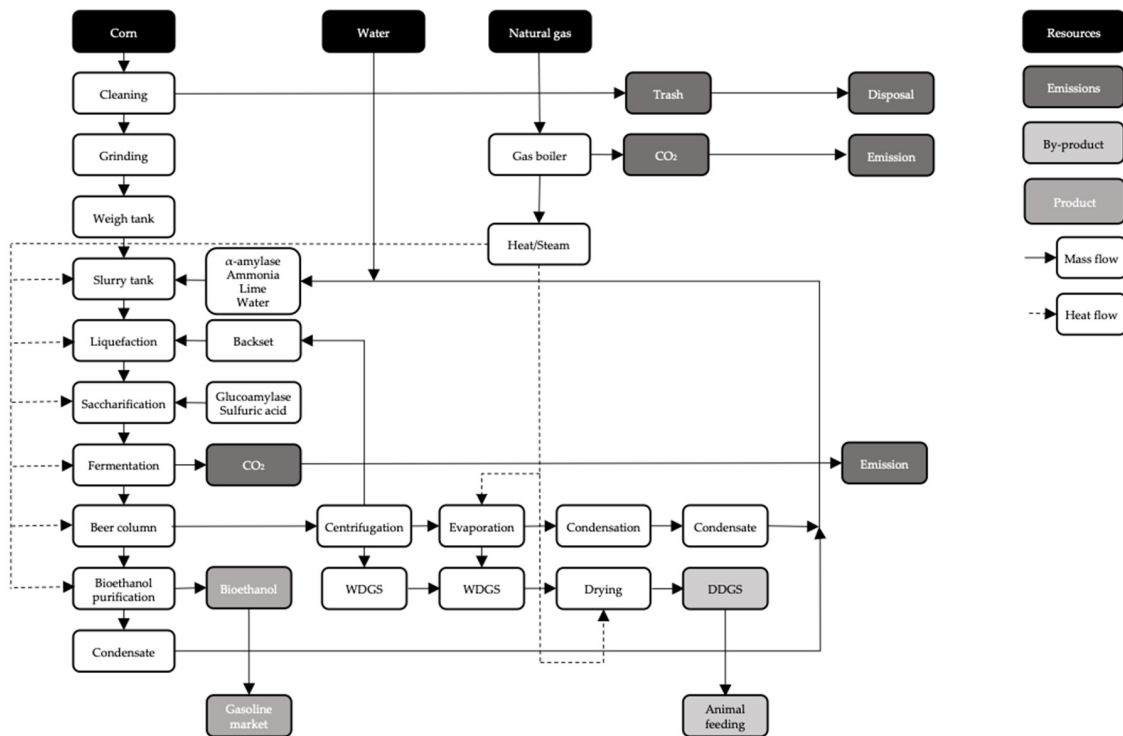 Corn
Water
Natural gas
Resources
Cleaning
Trash
Disposal
Emissions
Grinding
Gas boiler
CO₂
Emission
By-product
Weigh tank
Product
Heat/Steam
Slurry tank
α-amylase
Ammonia
Lime
Water
Mass flow
Liquefaction
Backset
Heat flow
Saccharification
Glucoamylase
Sulfuric acid
Fermentation
CO₂
Emission
Beer column
Centrifugation
Evaporation
Condensation
Condensate
Bioethanol
purification
Bioethanol
WDGS
WDGS
Drying
DDGS
Condensate
Gasoline
market
Animal
feeding